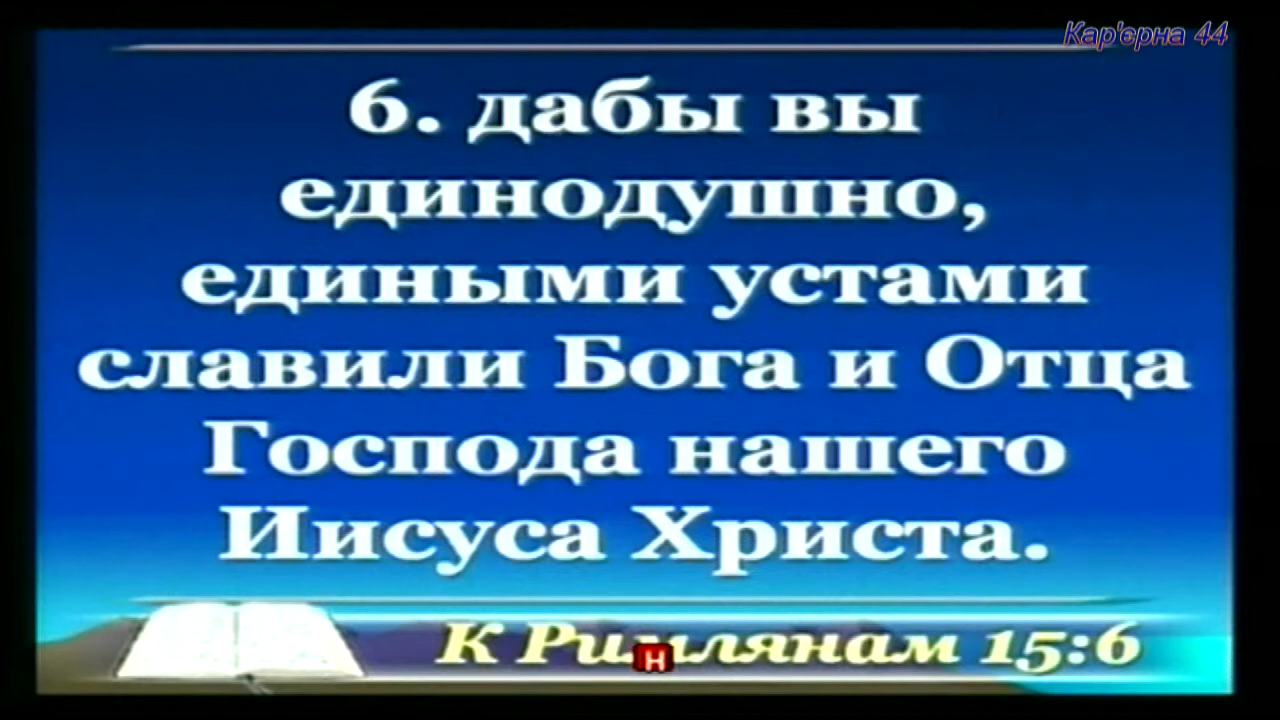 Кар'єрна 44
6. дабы вы
единодушно,
едиными устами
славили Бога и Отца
Господа нашего
Иисуса Христа.
К Римлянам 15:6
н